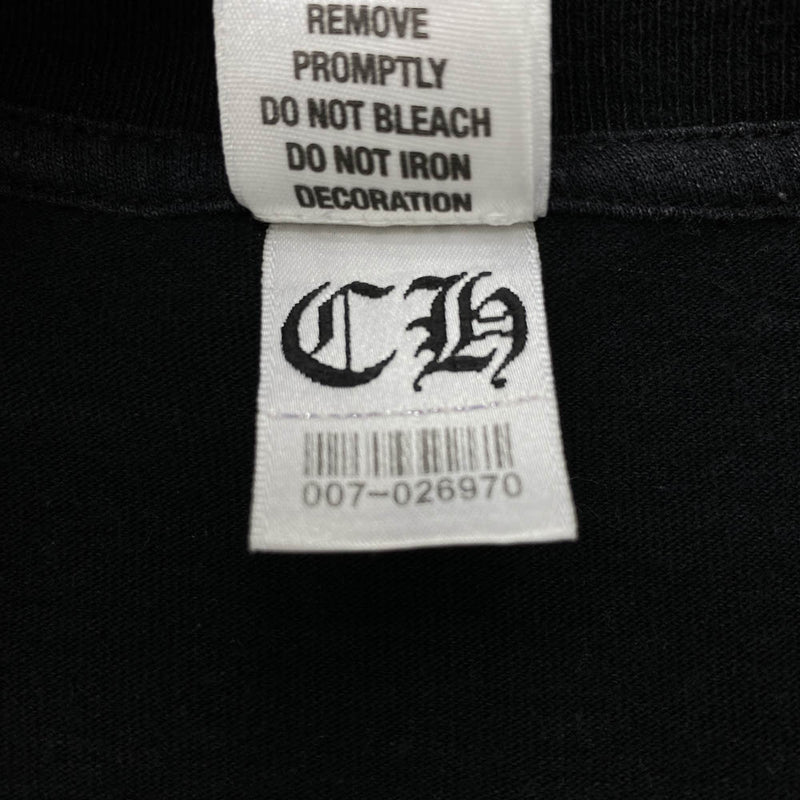 REMOVE
PROMPTLY
DO NOT BLEACH
DO NOT IRON
DECORATION
CH
007-026970